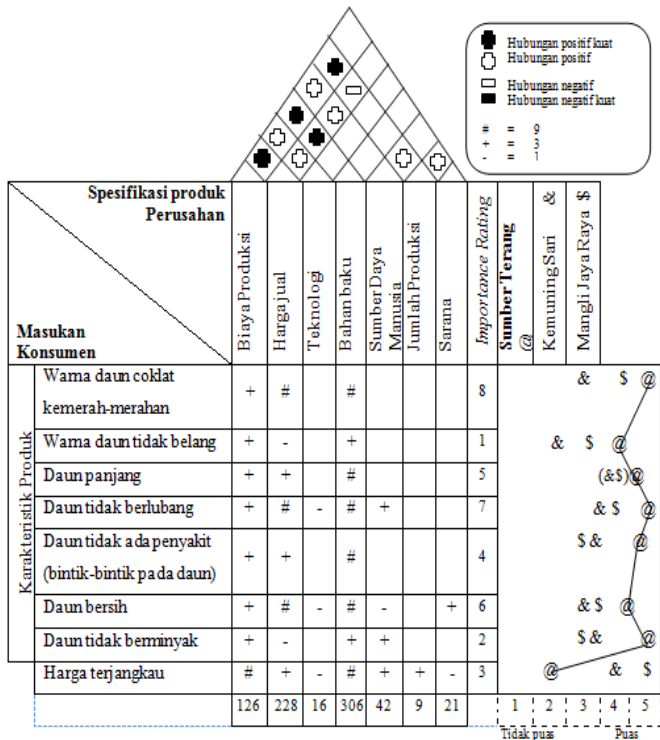 Hubungan positif kuat
Hubungan positif
Hubungan negatif
Hubungan negatif kuat
# = 9
+ = 3
- = 1
Spesifikasi produk
Perusahan
Masukan
Konsumen
Biaya Produksi
Harga jual
Teknologi
Bahan baku
Sumber Daya
Manusia
Jumlah Produksi
Sarana
Importance Rating
Sumber Terang
@
Kemuning Sari &
Mangli Jaya Raya $
Karakteristik Produk
Warna daun coklat
kemerah-merahan
+ # # 8 & $ @
Warna daun tidak belang + - + 1 & $ @
Daun panjang + + # 5 (&$)@
Daun tidak berlubang + # - # + 7 & $ @
Daun tidak ada penyakit
(bintik-bintik pada daun)
+ + # 4 $ & @
Daun bersih + # - # - + 6 & $ @
Daun tidak berminyak + - + + 2 $ & @
Harga terjangkau # + - # + + - 3 @ & $
126 228 16 306 42 9 21 1 2 3 4 5
Tidak puas Puas